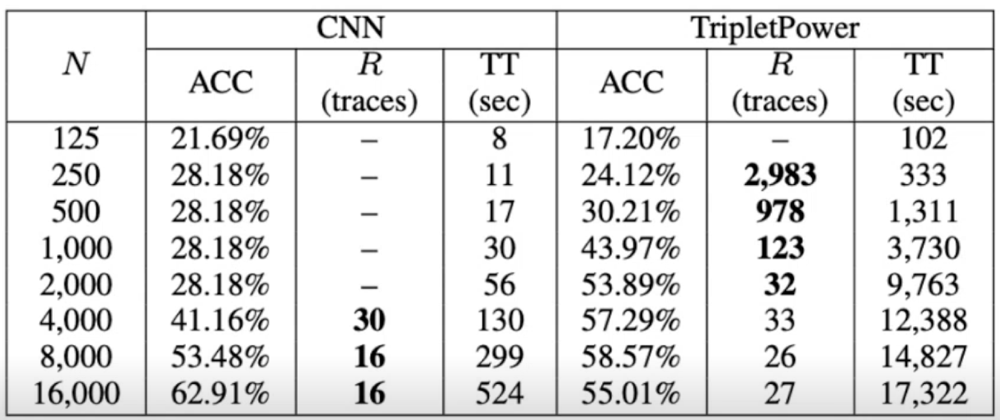 N CNN TripletPower
ACC R (traces) TT (sec) ACC R (traces) TT (sec)
125 21.69% – 8 17.20% – 102
250 28.18% – 11 24.12% 2,983 333
500 28.18% – 17 30.21% 978 1,311
1,000 28.18% – 30 43.97% 123 3,730
2,000 28.18% – 56 53.89% 32 9,763
4,000 41.16% 30 130 57.29% 33 12,388
8,000 53.48% 16 299 58.57% 26 14,827
16,000 62.91% 16 524 55.01% 27 17,322